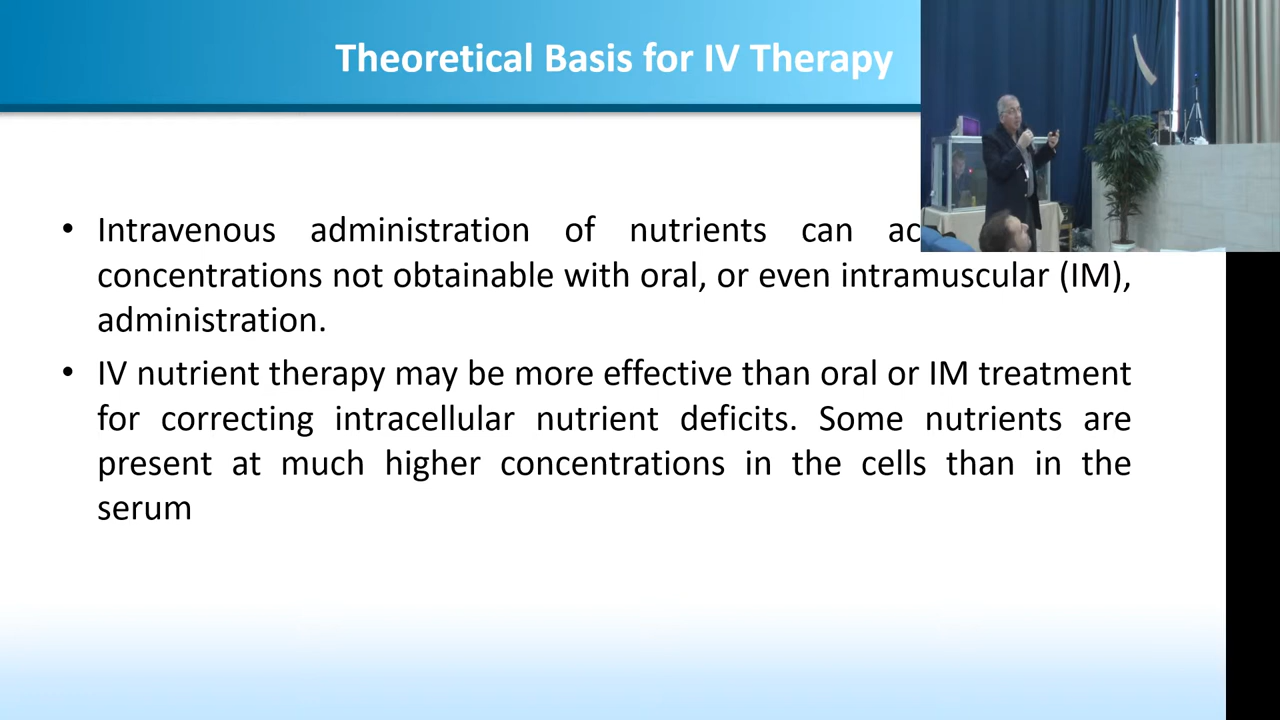 Theoretical Basis for IV Therapy
• Intravenous administration of nutrients can
concentrations not obtainable with oral, or even intramuscular (IM),
administration.
• IV nutrient therapy may be more effective than oral or IM treatment
for correcting intracellular nutrient deficits. Some nutrients are
present at much higher concentrations in the cells than in the
serum